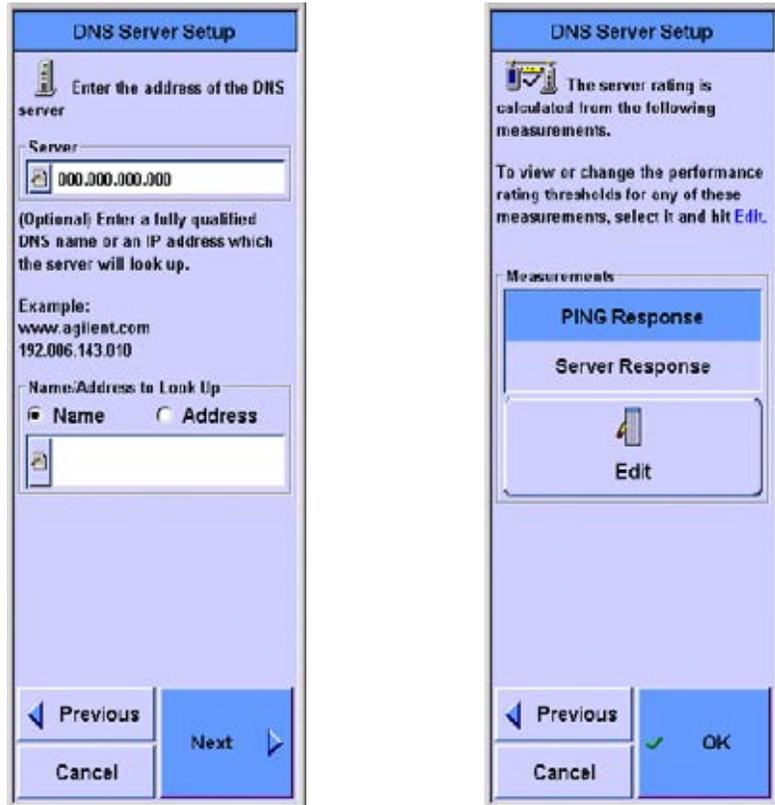 DNS Server Setup
Enter the address of the DNS
server
Server
000.000.000.000
(Optional) Enter a fully qualified
DNS name or an IP address which
the server will look up.
Example:
www.agilent.com
192.006.143.010
Name/Address to Look Up
Name Address
Previous
Next
Cancel
DNS Server Setup
The server rating is
calculated from the following
measurements.
To view or change the performance
rating thresholds for any of these
measurements, select it and hit Edit.
Measurements
PING Response
Server Response
Edit
Previous
OK
Cancel